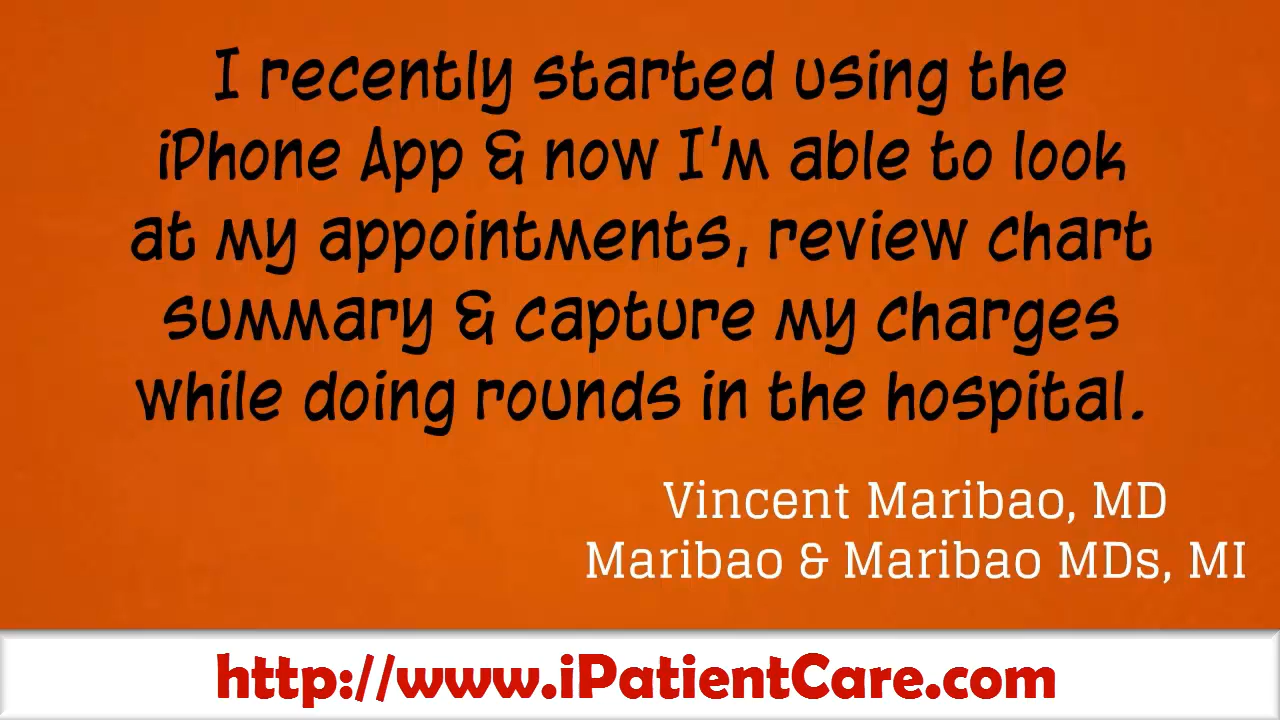 I recently started using the
iPhone App & now I'm able to look
at my appointments, review chart
summary & capture my charges
while doing rounds in the hospital.
Vincent Maribao, MD
Maribao & Maribao MDs, MI
http://www.iPatientCare.com